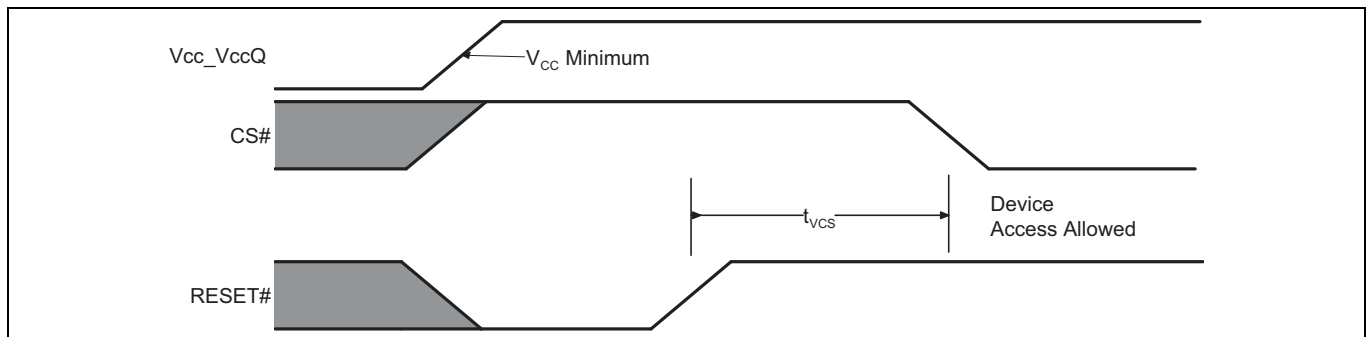 Vcc_VccQ
VCC Minimum
CS#
tVCS
Device
Access Allowed
RESET#